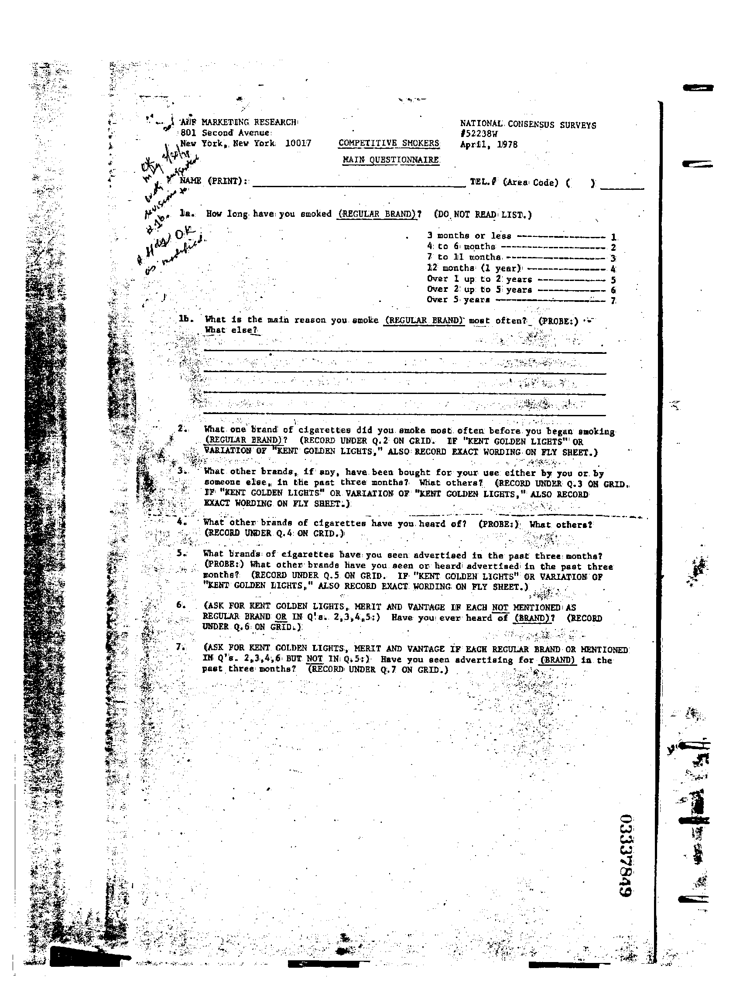 MARKETING RESEARCH
801 Second Avenue
New York, New York 10017
COMPETITIVE SMOKERS
MAIN QUESTIONNAIRE
NATIONAL CONSENSUS SURVEYS
#52238W
April, 1978
OK
# Hdg OK
as modified.
NAME (PRINT): TEL.# (Area Code) ( )
1a. How long have you smoked (REGULAR BRAND)? (DO NOT READ LIST.)
3 months or less ---------------- 1
4 to 6 months ------------------ 2
7 to 11 months ----------------- 3
12 months (1 year) -------------- 4
Over 1 up to 2 years ------------ 5
Over 2 up to 5 years ------------ 6
Over 5 years -------------------- 7
1b. What is the main reason you smoke (REGULAR BRAND) most often? (PROBE:)
What else?
2. What one brand of cigarettes did you smoke most often before you began smoking
(REGULAR BRAND)? (RECORD UNDER Q.2 ON GRID. IF "KENT GOLDEN LIGHTS" OR
VARIATION OF "KENT GOLDEN LIGHTS," ALSO RECORD EXACT WORDING ON FLY SHEET.)
3. What other brands, if any, have been bought for your use either by you or by
someone else, in the past three months? What others? (RECORD UNDER Q.3 ON GRID.
IF "KENT GOLDEN LIGHTS" OR VARIATION OF "KENT GOLDEN LIGHTS," ALSO RECORD
EXACT WORDING ON FLY SHEET.)
4. What other brands of cigarettes have you heard of? (PROBE:) What others?
(RECORD UNDER Q.4 ON GRID.)
5. What brands of cigarettes have you seen advertised in the past three months?
(PROBE:) What other brands have you seen or heard advertised in the past three
months? (RECORD UNDER Q.5 ON GRID. IF "KENT GOLDEN LIGHTS" OR VARIATION OF
"KENT GOLDEN LIGHTS," ALSO RECORD EXACT WORDING ON FLY SHEET.)
6. (ASK FOR KENT GOLDEN LIGHTS, MERIT AND VANTAGE IF EACH NOT MENTIONED AS
REGULAR BRAND OR IN Q's. 2,3,4,5:) Have you ever heard of (BRAND)? (RECORD
UNDER Q.6 ON GRID.)
7. (ASK FOR KENT GOLDEN LIGHTS, MERIT AND VANTAGE IF EACH REGULAR BRAND OR MENTIONED
IN Q's. 2,3,4,6 BUT NOT IN Q.5:) Have you seen advertising for (BRAND) in the
past three months? (RECORD UNDER Q.7 ON GRID.)
03337849